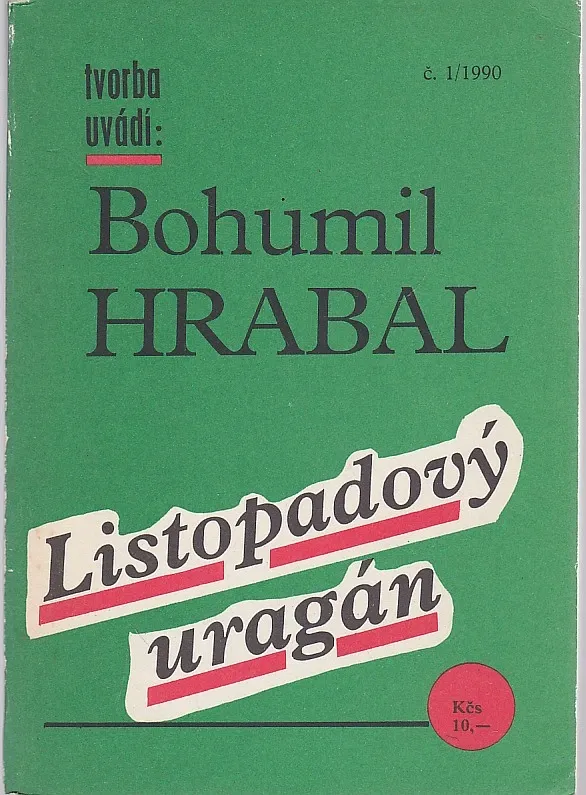 tvorba
uvádí:
č. 1/1990
Bohumil
HRABAL
Listopadový
uragán
Kčs
10,—